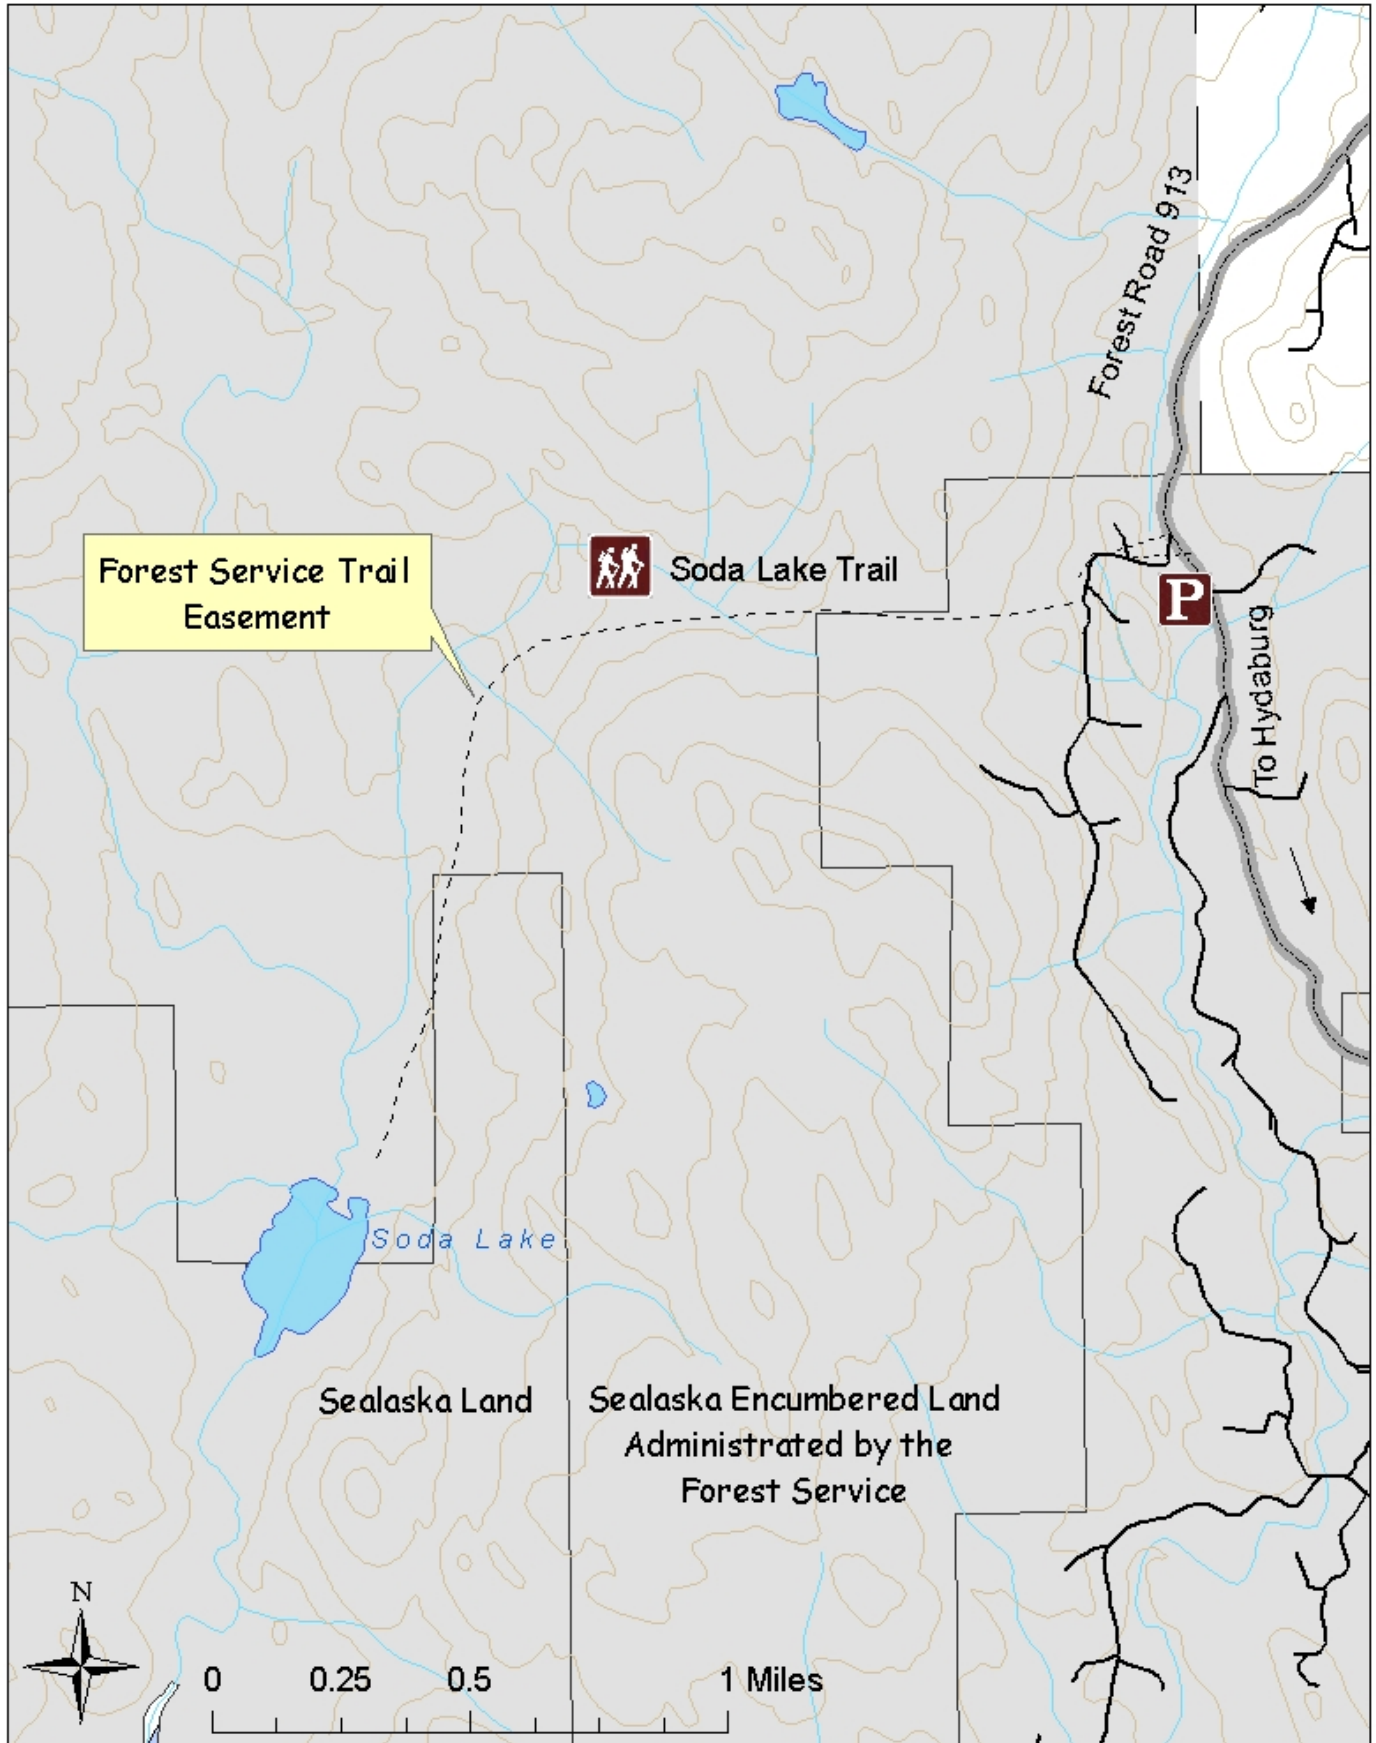 Forest Road 913
Forest Service Trail
Easement
Soda Lake Trail
P
To Hydaburg
Soda Lake
Sealaska Land
Sealaska Encumbered Land
Administrated by the
Forest Service
N
0 0.25 0.5 1 Miles